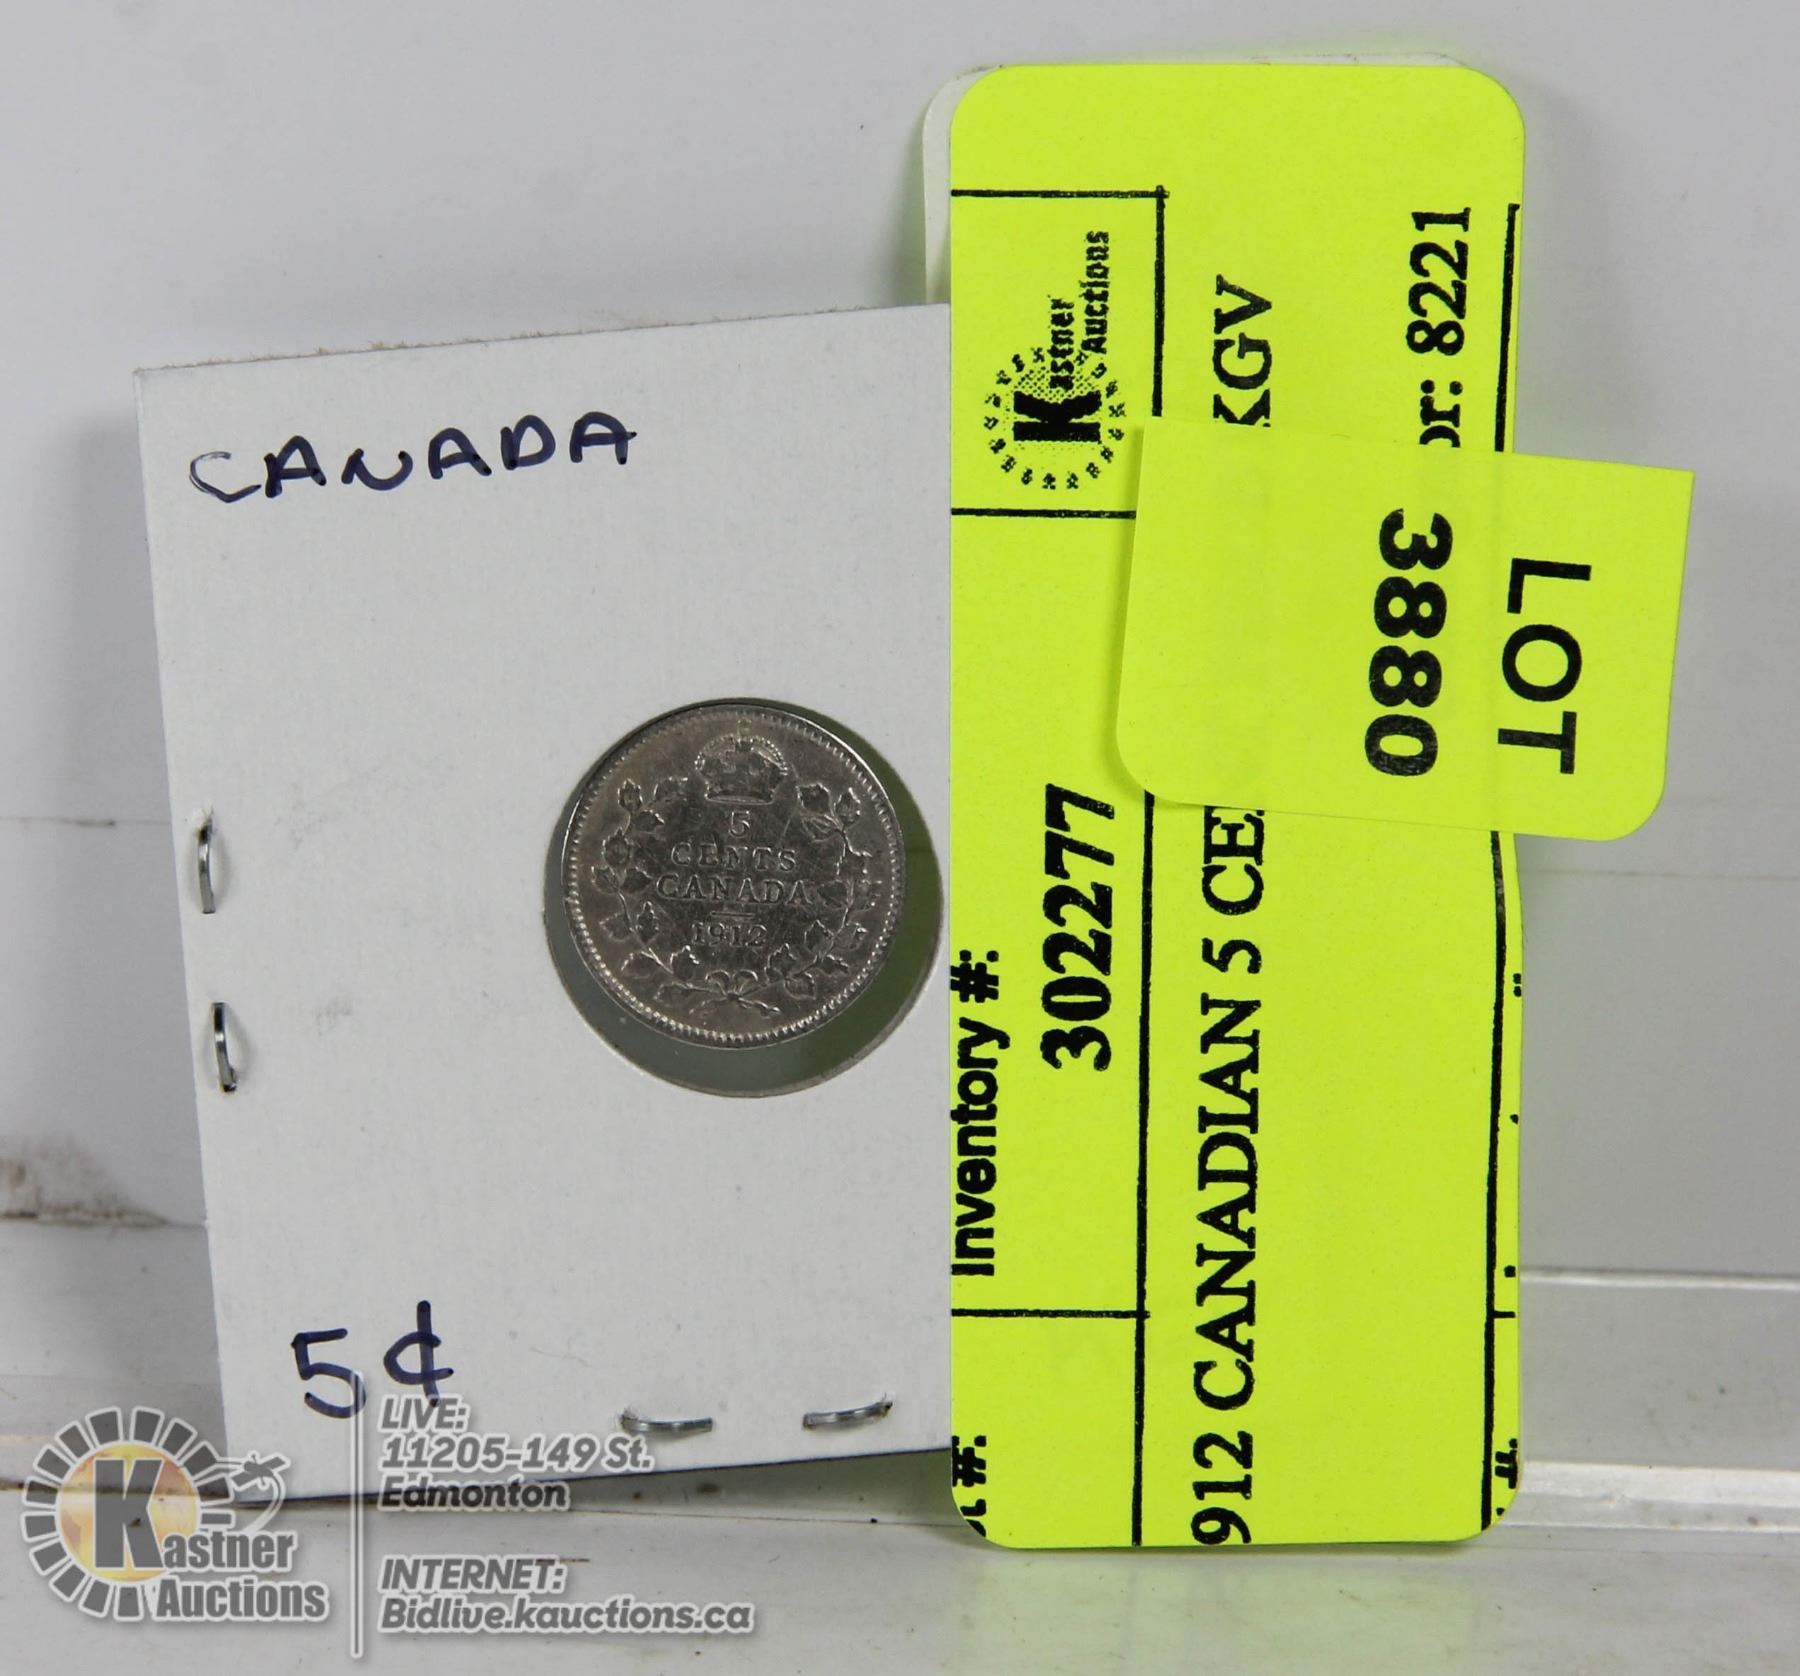 CANADA
5
CENTS
CANADA
1912
5¢
Kastner
Auctions
Inventory #:
302277
912 CANADIAN 5 CE
KGV
or: 8221
LOT
3880
t #:
#:
Kastner
Auctions
LIVE:
11205-149 St.
Edmonton
INTERNET:
Bidlive.kauctions.ca